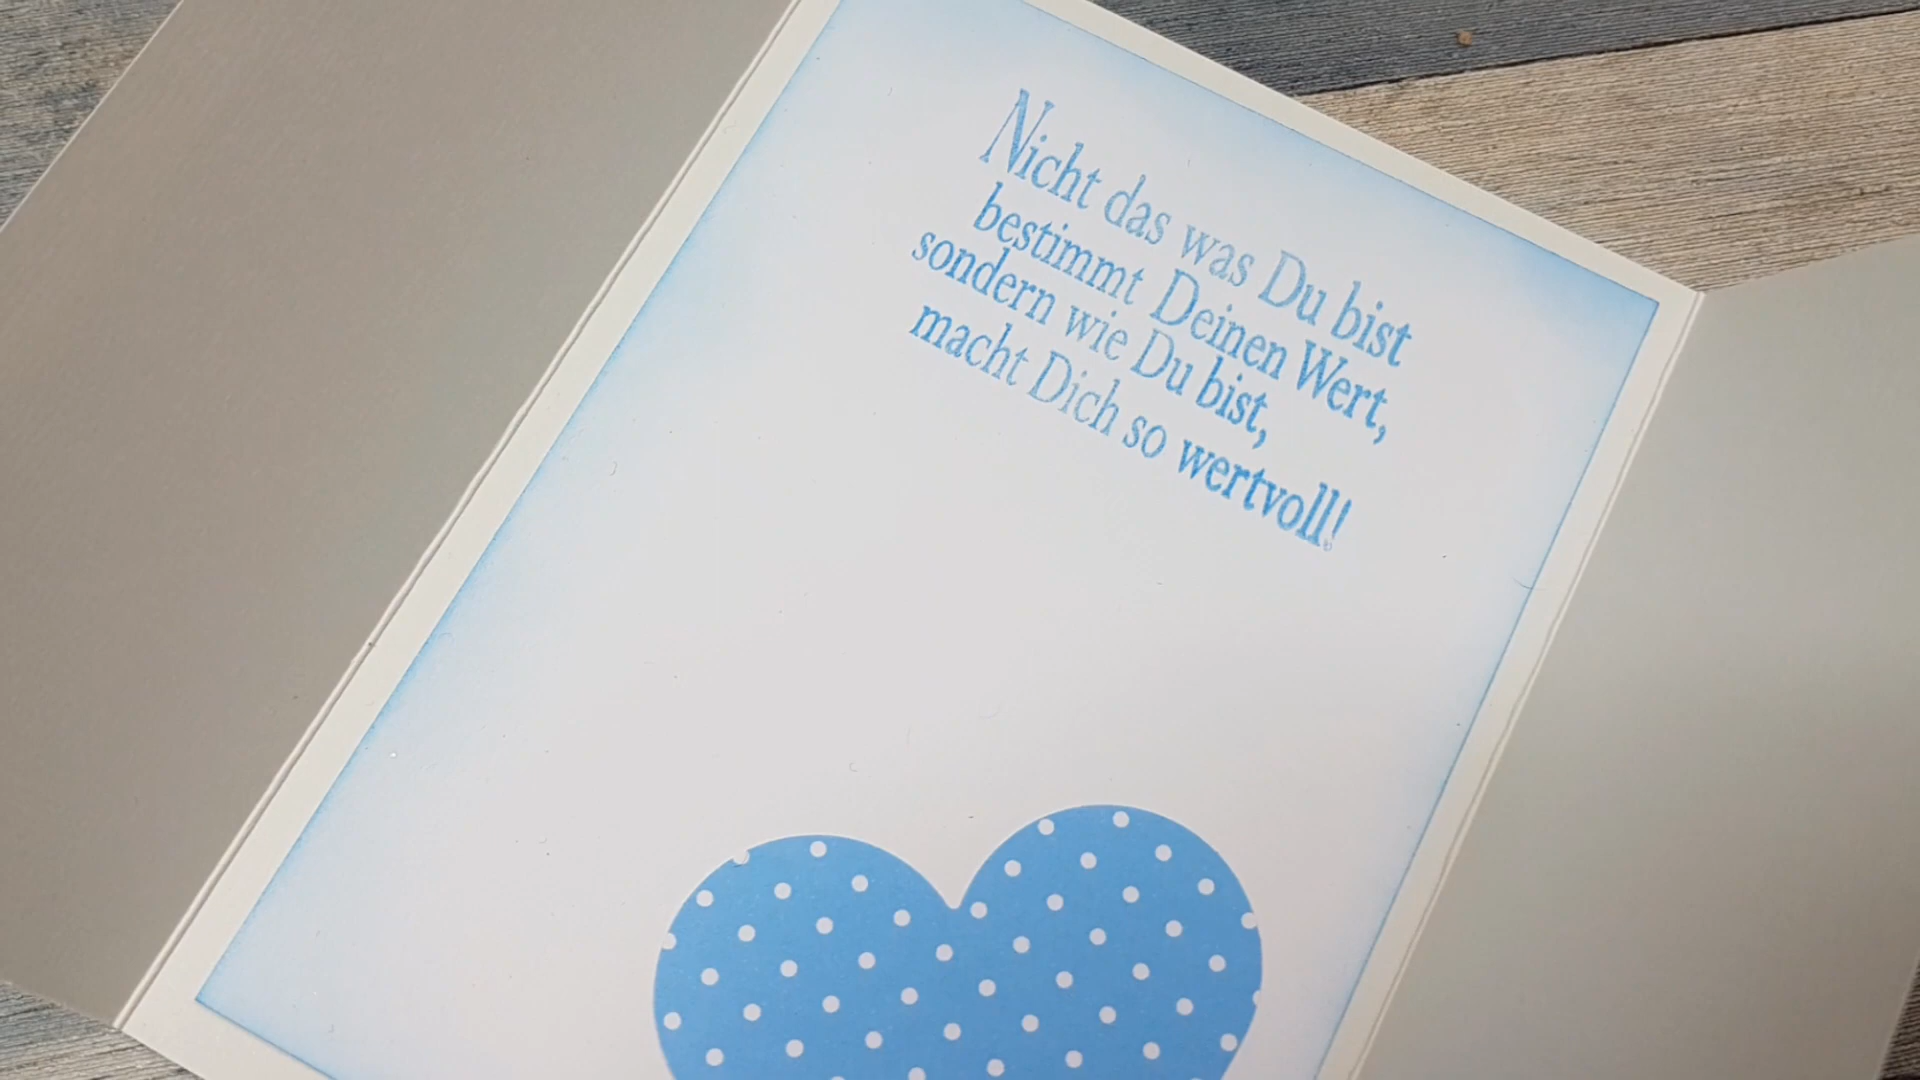 Nicht das was Du bist
bestimmt Deinen Wert,
sondern wie Du bist,
macht Dich so wertvoll!